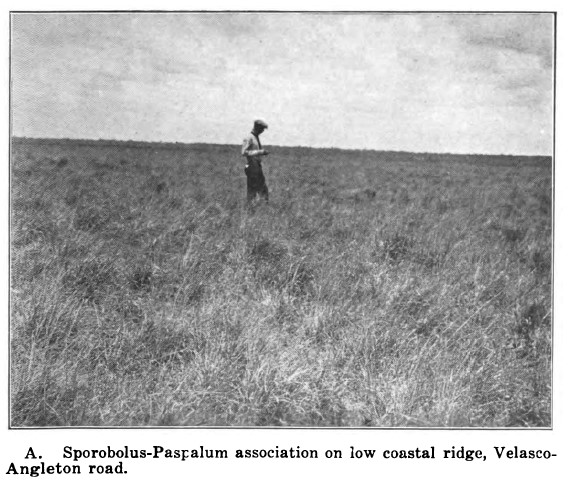 A. Sporobolus-Paspalum association on low coastal ridge, Velasco-
Angleton road.